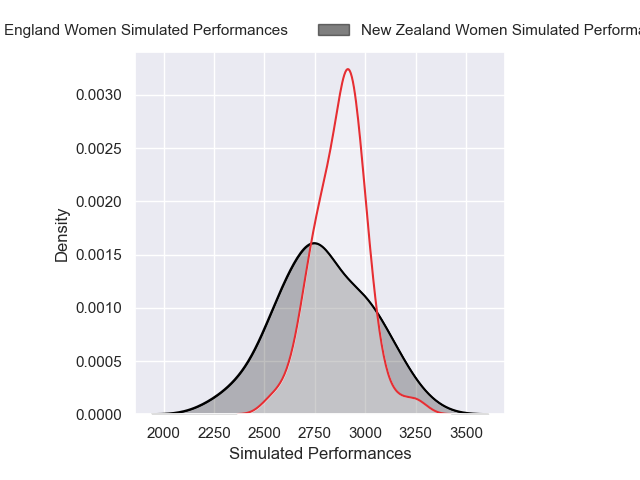 England Women Simulated Performances New Zealand Women Simulated Performa
0.0030
0.0025
0.0020
0.0015
0.0010
0.0005
0.0000
Density
2000 2250 2500 2750 3000 3250 3500
Simulated Performances